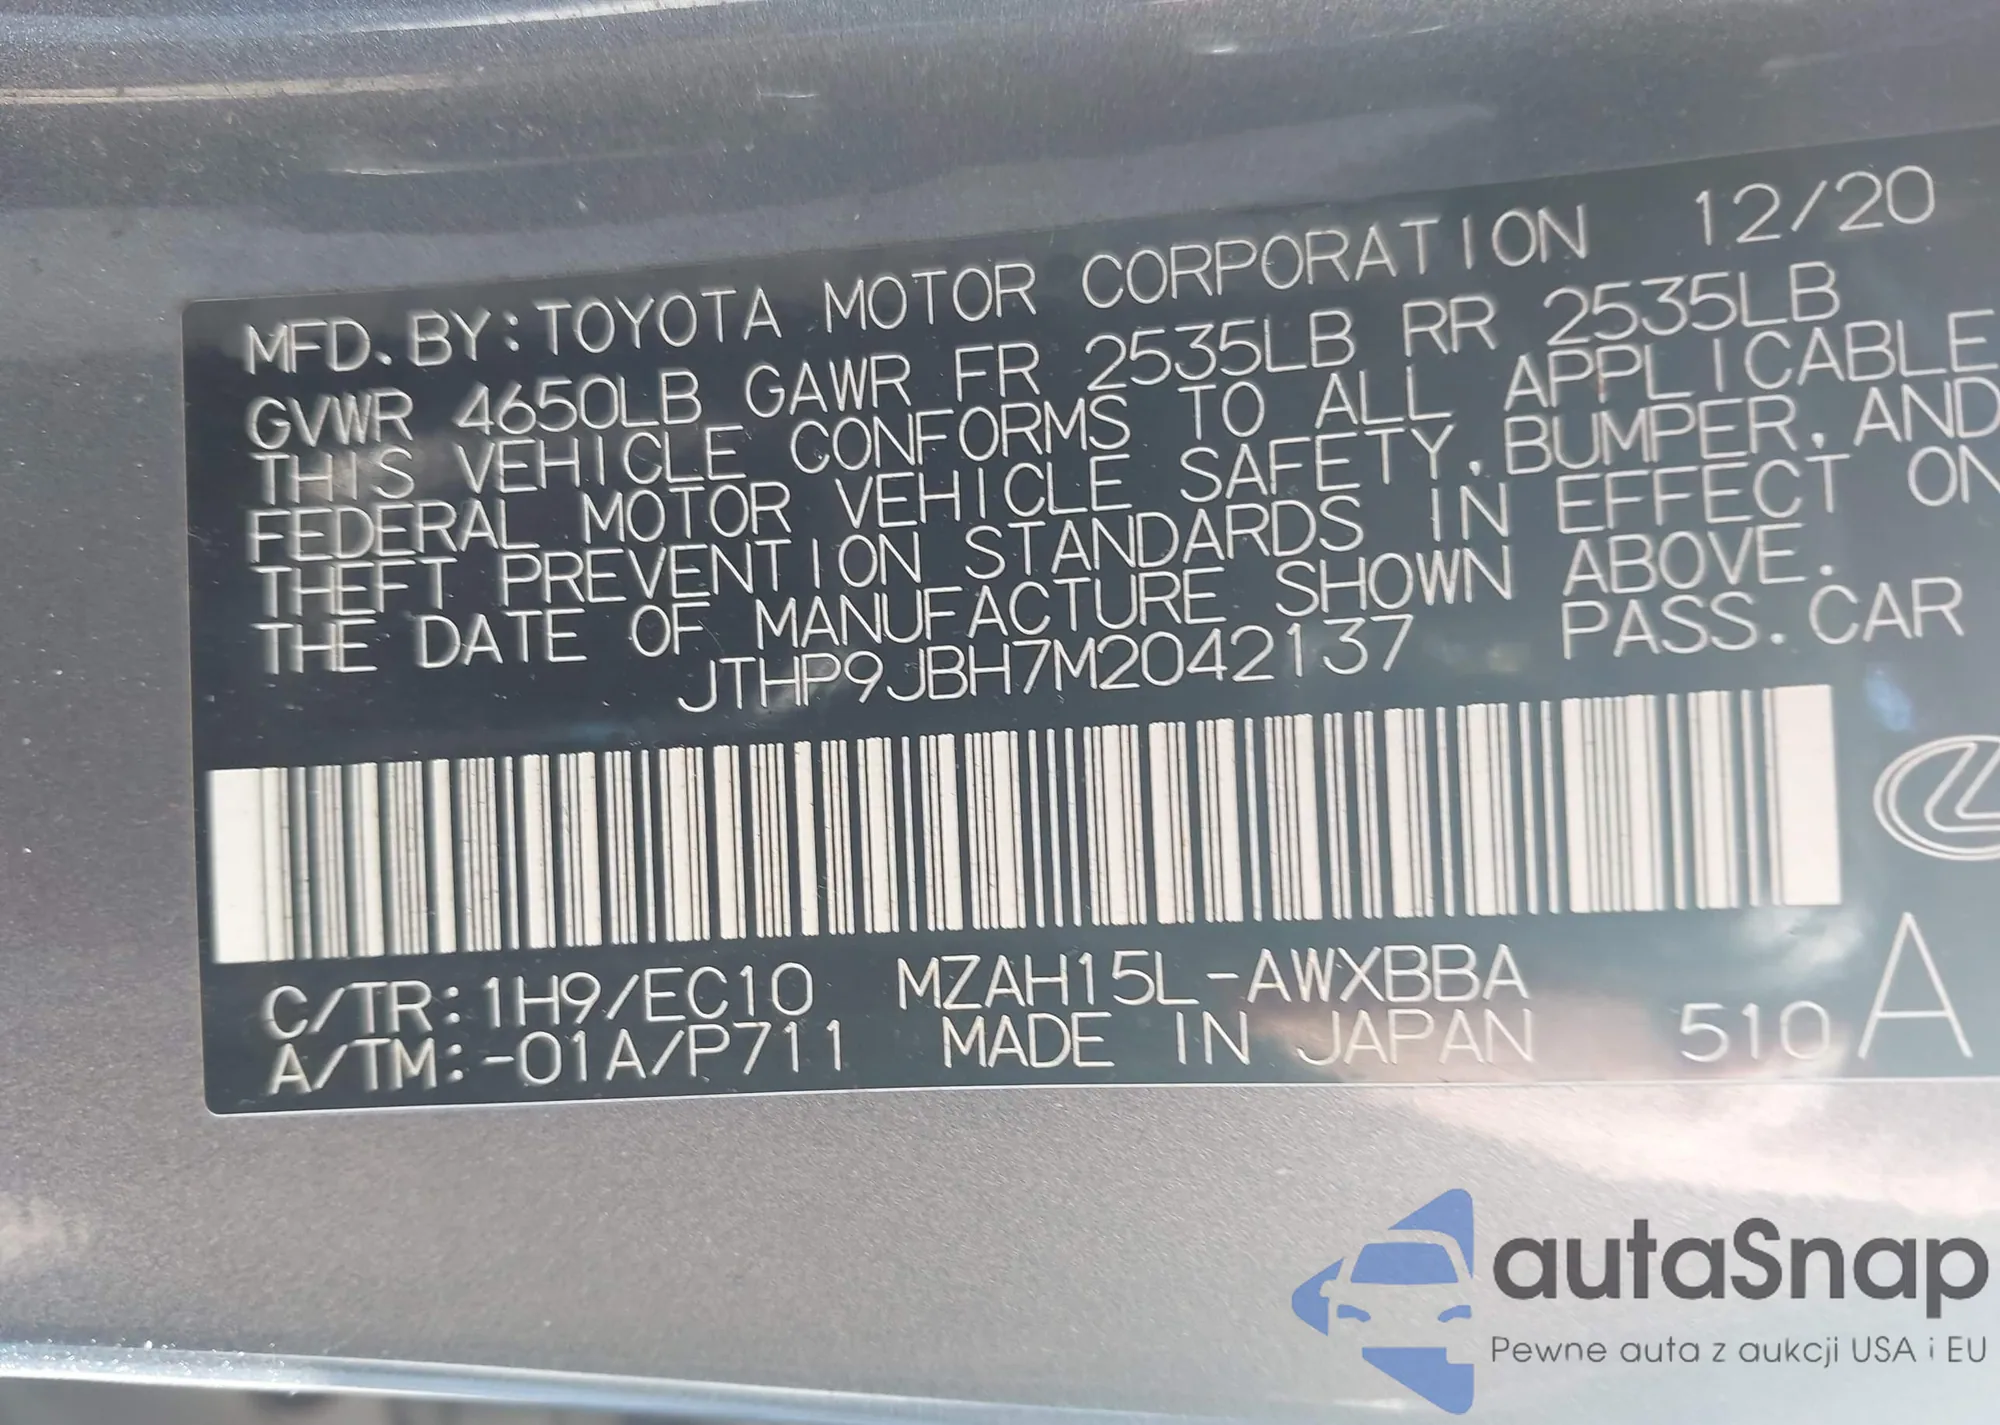 MFD. BY: TOYOTA MOTOR CORPORATION 12/20
GVWR 4650LB GAWR FR 2535LB RR 2535LB
THIS VEHICLE CONFORMS TO ALL APPLICABLE
FEDERAL MOTOR VEHICLE SAFETY, BUMPER, AND
THEFT PREVENTION STANDARDS IN EFFECT ON
THE DATE OF MANUFACTURE SHOWN ABOVE.
JTHP9JBH7M2042137 PASS. CAR
C/TR: 1H9/EC10 MZAH15L-AWXBBA
A/TM: -01A/P711 MADE IN JAPAN 510 A
autaSnap
Pewne auta z aukcji USA i EU